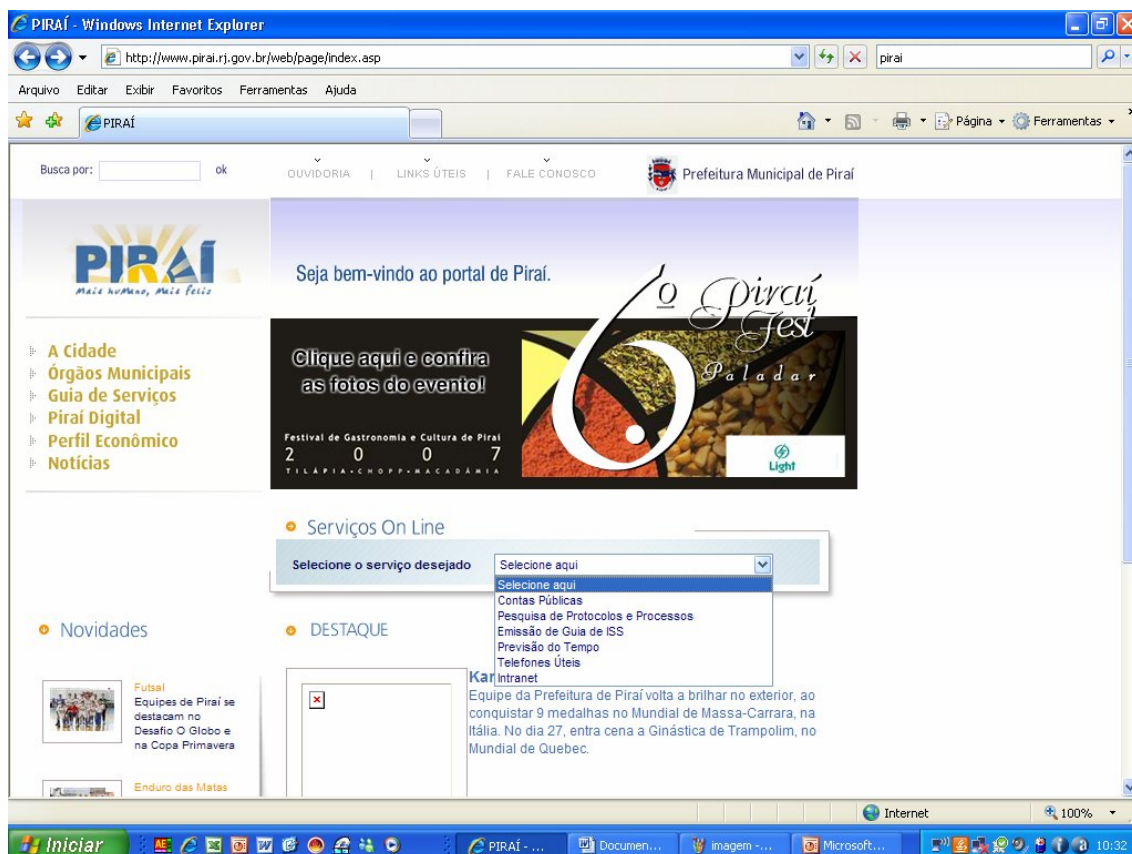 PIRAÍ - Windows Internet Explorer
http://www.pirai.rj.gov.br/web/page/index.asp
pirai
Arquivo Editar Exibir Favoritos Ferramentas Ajuda
PIRAÍ
Página
Ferramentas
Busca por:
ok
OUVIDORIA | LINKS ÚTEIS | FALE CONOSCO
Prefeitura Municipal de Piraí
PIRAÍ
Mais humano, mais feliz
Seja bem-vindo ao portal de Piraí.
6º Piraí
Fest
Paladar
Clique aqui e confira
as fotos do evento!
Festival de Gastronomia e Cultura de Piraí
2 0 0 7
TILÁPIA•CHOPP•MACADÂMIA
Light
A Cidade
Órgãos Municipais
Guia de Serviços
Piraí Digital
Perfil Econômico
Notícias
Serviços On Line
Selecione o serviço desejado
Selecione aqui
Selecione aqui
Contas Públicas
Pesquisa de Protocolos e Processos
Emissão de Guia de ISS
Previsão do Tempo
Telefones Úteis
Intranet
Novidades
Futsal
Equipes de Piraí se
destacam no
Desafio O Globo e
na Copa Primavera
Enduro das Matas
DESTAQUE
Equipe da Prefeitura de Piraí volta a brilhar no exterior, ao
conquistar 9 medalhas no Mundial de Massa-Carrara, na
Itália. No dia 27, entra cena a Ginástica de Trampolim, no
Mundial de Quebec.
Internet
100%
Iniciar
PIRAÍ - ...
Documen...
imagem -...
Microsoft...
10:32